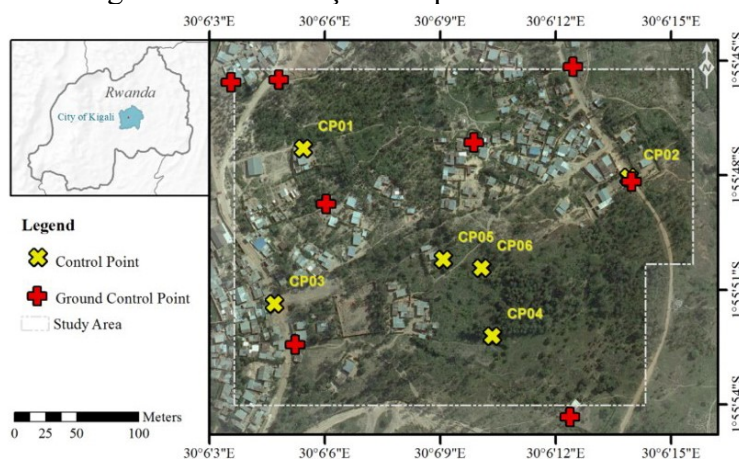 30°6'3"E 30°6'6"E 30°6'9"E 30°6'12"E 30°6'15"E
Rwanda
City of Kigali
N
CP01
CP02
CP05
CP06
CP03
CP04
Legend
Control Point
Ground Control Point
Study Area
Meters
0 25 50 100
30°6'3"E 30°6'6"E 30°6'9"E 30°6'12"E 30°6'15"E